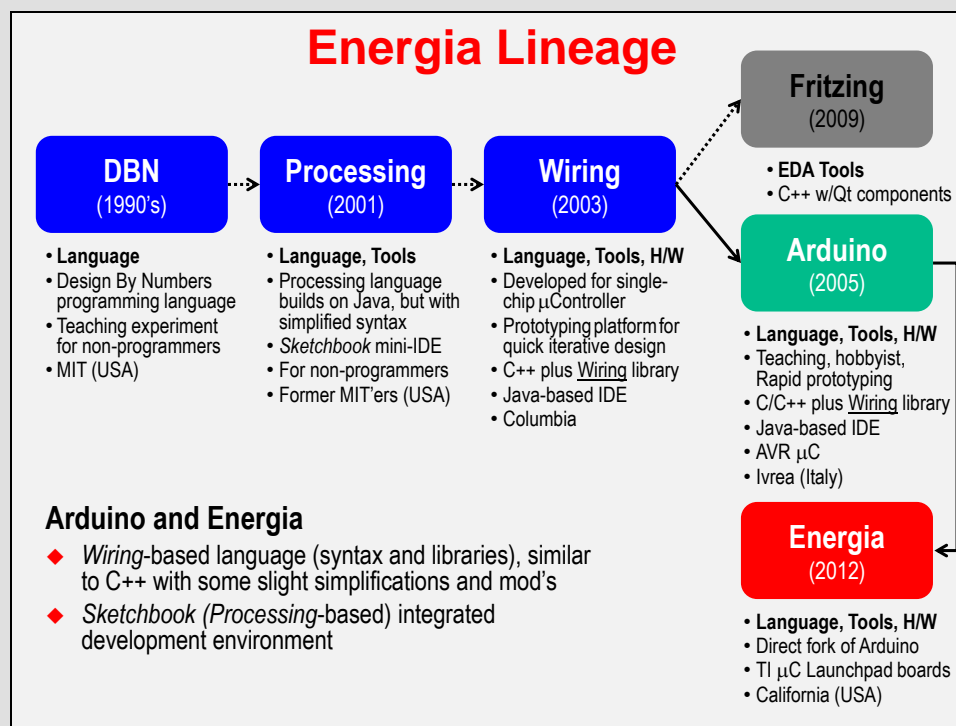 Energia Lineage
DBN
(1990's)
• Language
• Design By Numbers
programming language
• Teaching experiment
for non-programmers
• MIT (USA)
Processing
(2001)
• Language, Tools
• Processing language
builds on Java, but with
simplified syntax
• Sketchbook mini-IDE
• For non-programmers
• Former MIT'ers (USA)
Wiring
(2003)
• Language, Tools, H/W
• Developed for single-
chip μController
• Prototyping platform for
quick iterative design
• C++ plus Wiring library
• Java-based IDE
• Columbia
Fritzing
(2009)
• EDA Tools
• C++ w/Qt components
Arduino
(2005)
• Language, Tools, H/W
• Teaching, hobbyist,
Rapid prototyping
• C/C++ plus Wiring library
• Java-based IDE
• AVR μC
• Ivrea (Italy)
Energia
(2012)
• Language, Tools, H/W
• Direct fork of Arduino
• TI μC Launchpad boards
• California (USA)
Arduino and Energia
◆ Wiring-based language (syntax and libraries), similar
to C++ with some slight simplifications and mod's
◆ Sketchbook (Processing-based) integrated
development environment